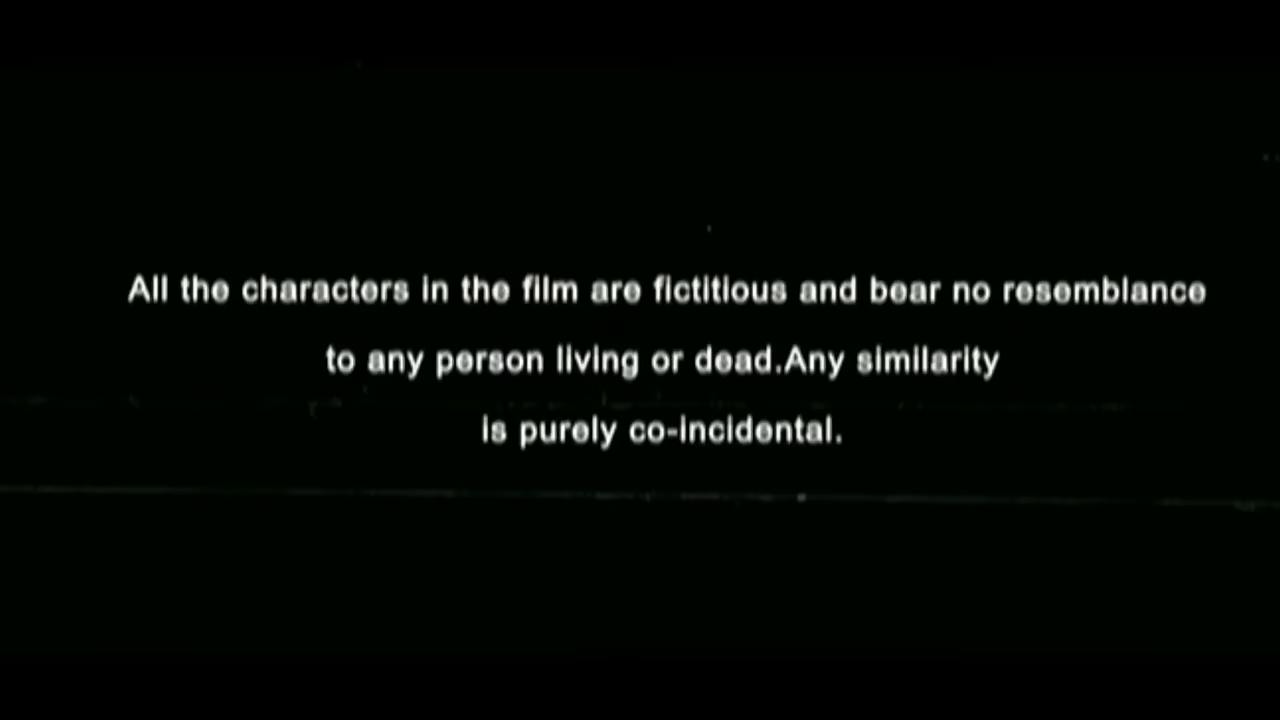 All the characters in the film are fictitious and bear no resemblance
to any person living or dead.Any similarity
is purely co-incidental.